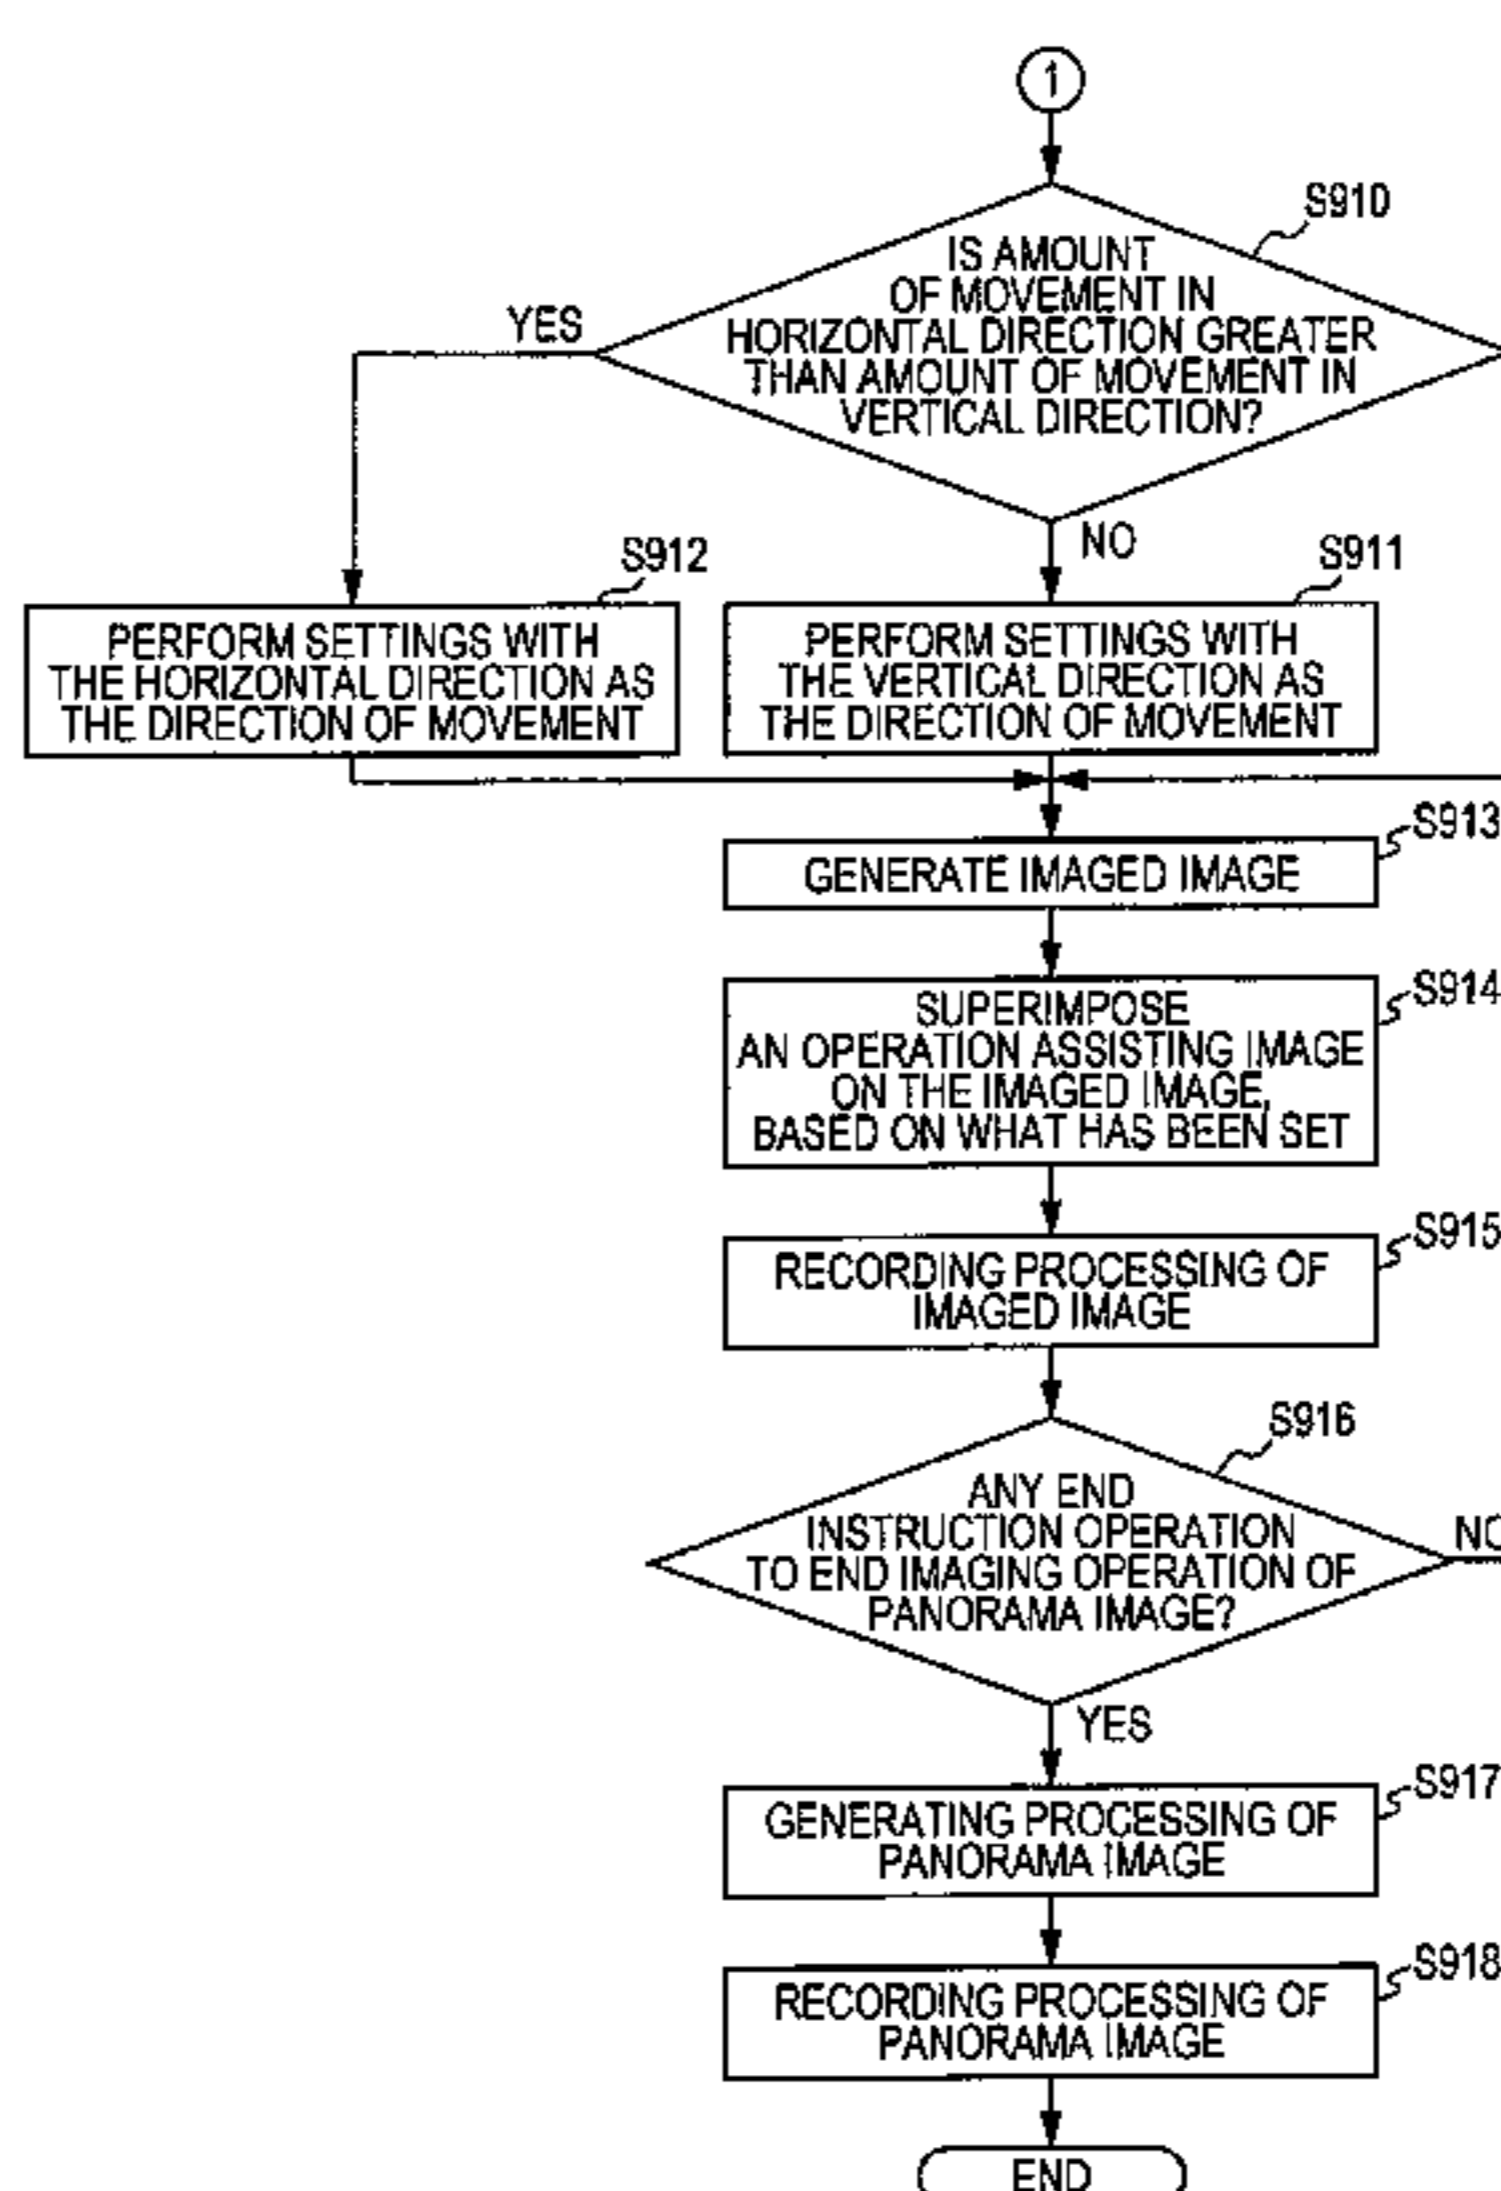 1
S910
IS AMOUNT
OF MOVEMENT IN
HORIZONTAL DIRECTION GREATER
THAN AMOUNT OF MOVEMENT IN
VERTICAL DIRECTION?
YES
NO
S912
PERFORM SETTINGS WITH
THE HORIZONTAL DIRECTION AS
THE DIRECTION OF MOVEMENT
S911
PERFORM SETTINGS WITH
THE VERTICAL DIRECTION AS
THE DIRECTION OF MOVEMENT
S913
GENERATE IMAGED IMAGE
S914
SUPERIMPOSE
AN OPERATION ASSISTING IMAGE
ON THE IMAGED IMAGE,
BASED ON WHAT HAS BEEN SET
S915
RECORDING PROCESSING OF
IMAGED IMAGE
S916
ANY END
INSTRUCTION OPERATION
TO END IMAGING OPERATION OF
PANORAMA IMAGE?
NO
YES
S917
GENERATING PROCESSING OF
PANORAMA IMAGE
S918
RECORDING PROCESSING OF
PANORAMA IMAGE
END